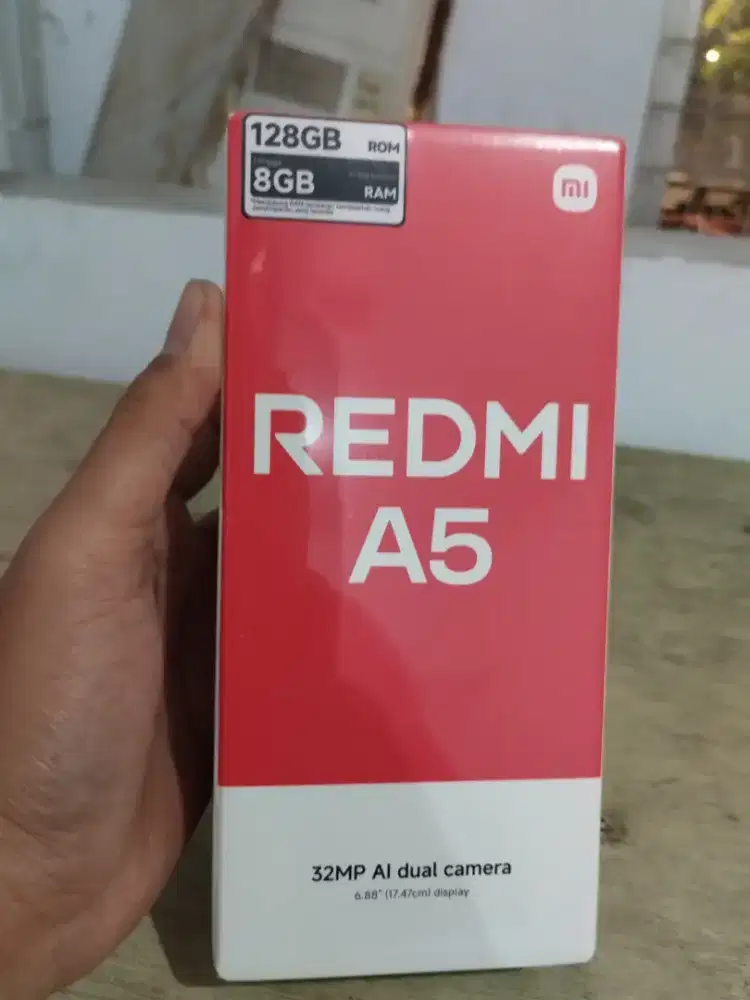 128GB ROM
8GB RAM
mi
REDMI
A5
32MP AI dual camera
6.88" (17.47cm) display